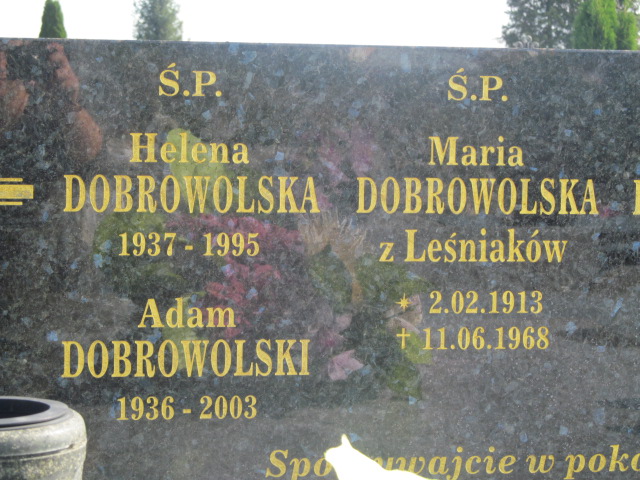 Ś.P.
Helena
DOBROWOLSKA
1937 - 1995
Adam
DOBROWOLSKI
1936 - 2003
Ś.P.
Maria
DOBROWOLSKA
z Leśniaków
* 2.02.1913
† 11.06.1968
w